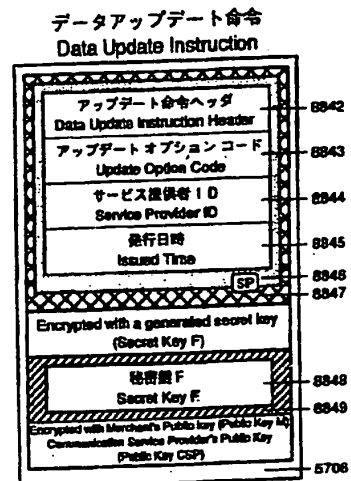 データアップデート命令
Data Update Instruction
アップデート命令ヘッダ
Data Update Instruction Header
8842
アップデート オプション コード
Update Option Code
8843
サービス提供者ID
Service Provider ID
8844
発行日時
Issued Time
8845
SP
8846
8847
Encrypted with a generated secret key
(Secret Key F)
秘密鍵F
Secret Key F
8848
8849
Encrypted with Merchant's Public key (Public Key M)
Communication Service Provider's Public Key
(Public Key CSP)
5706